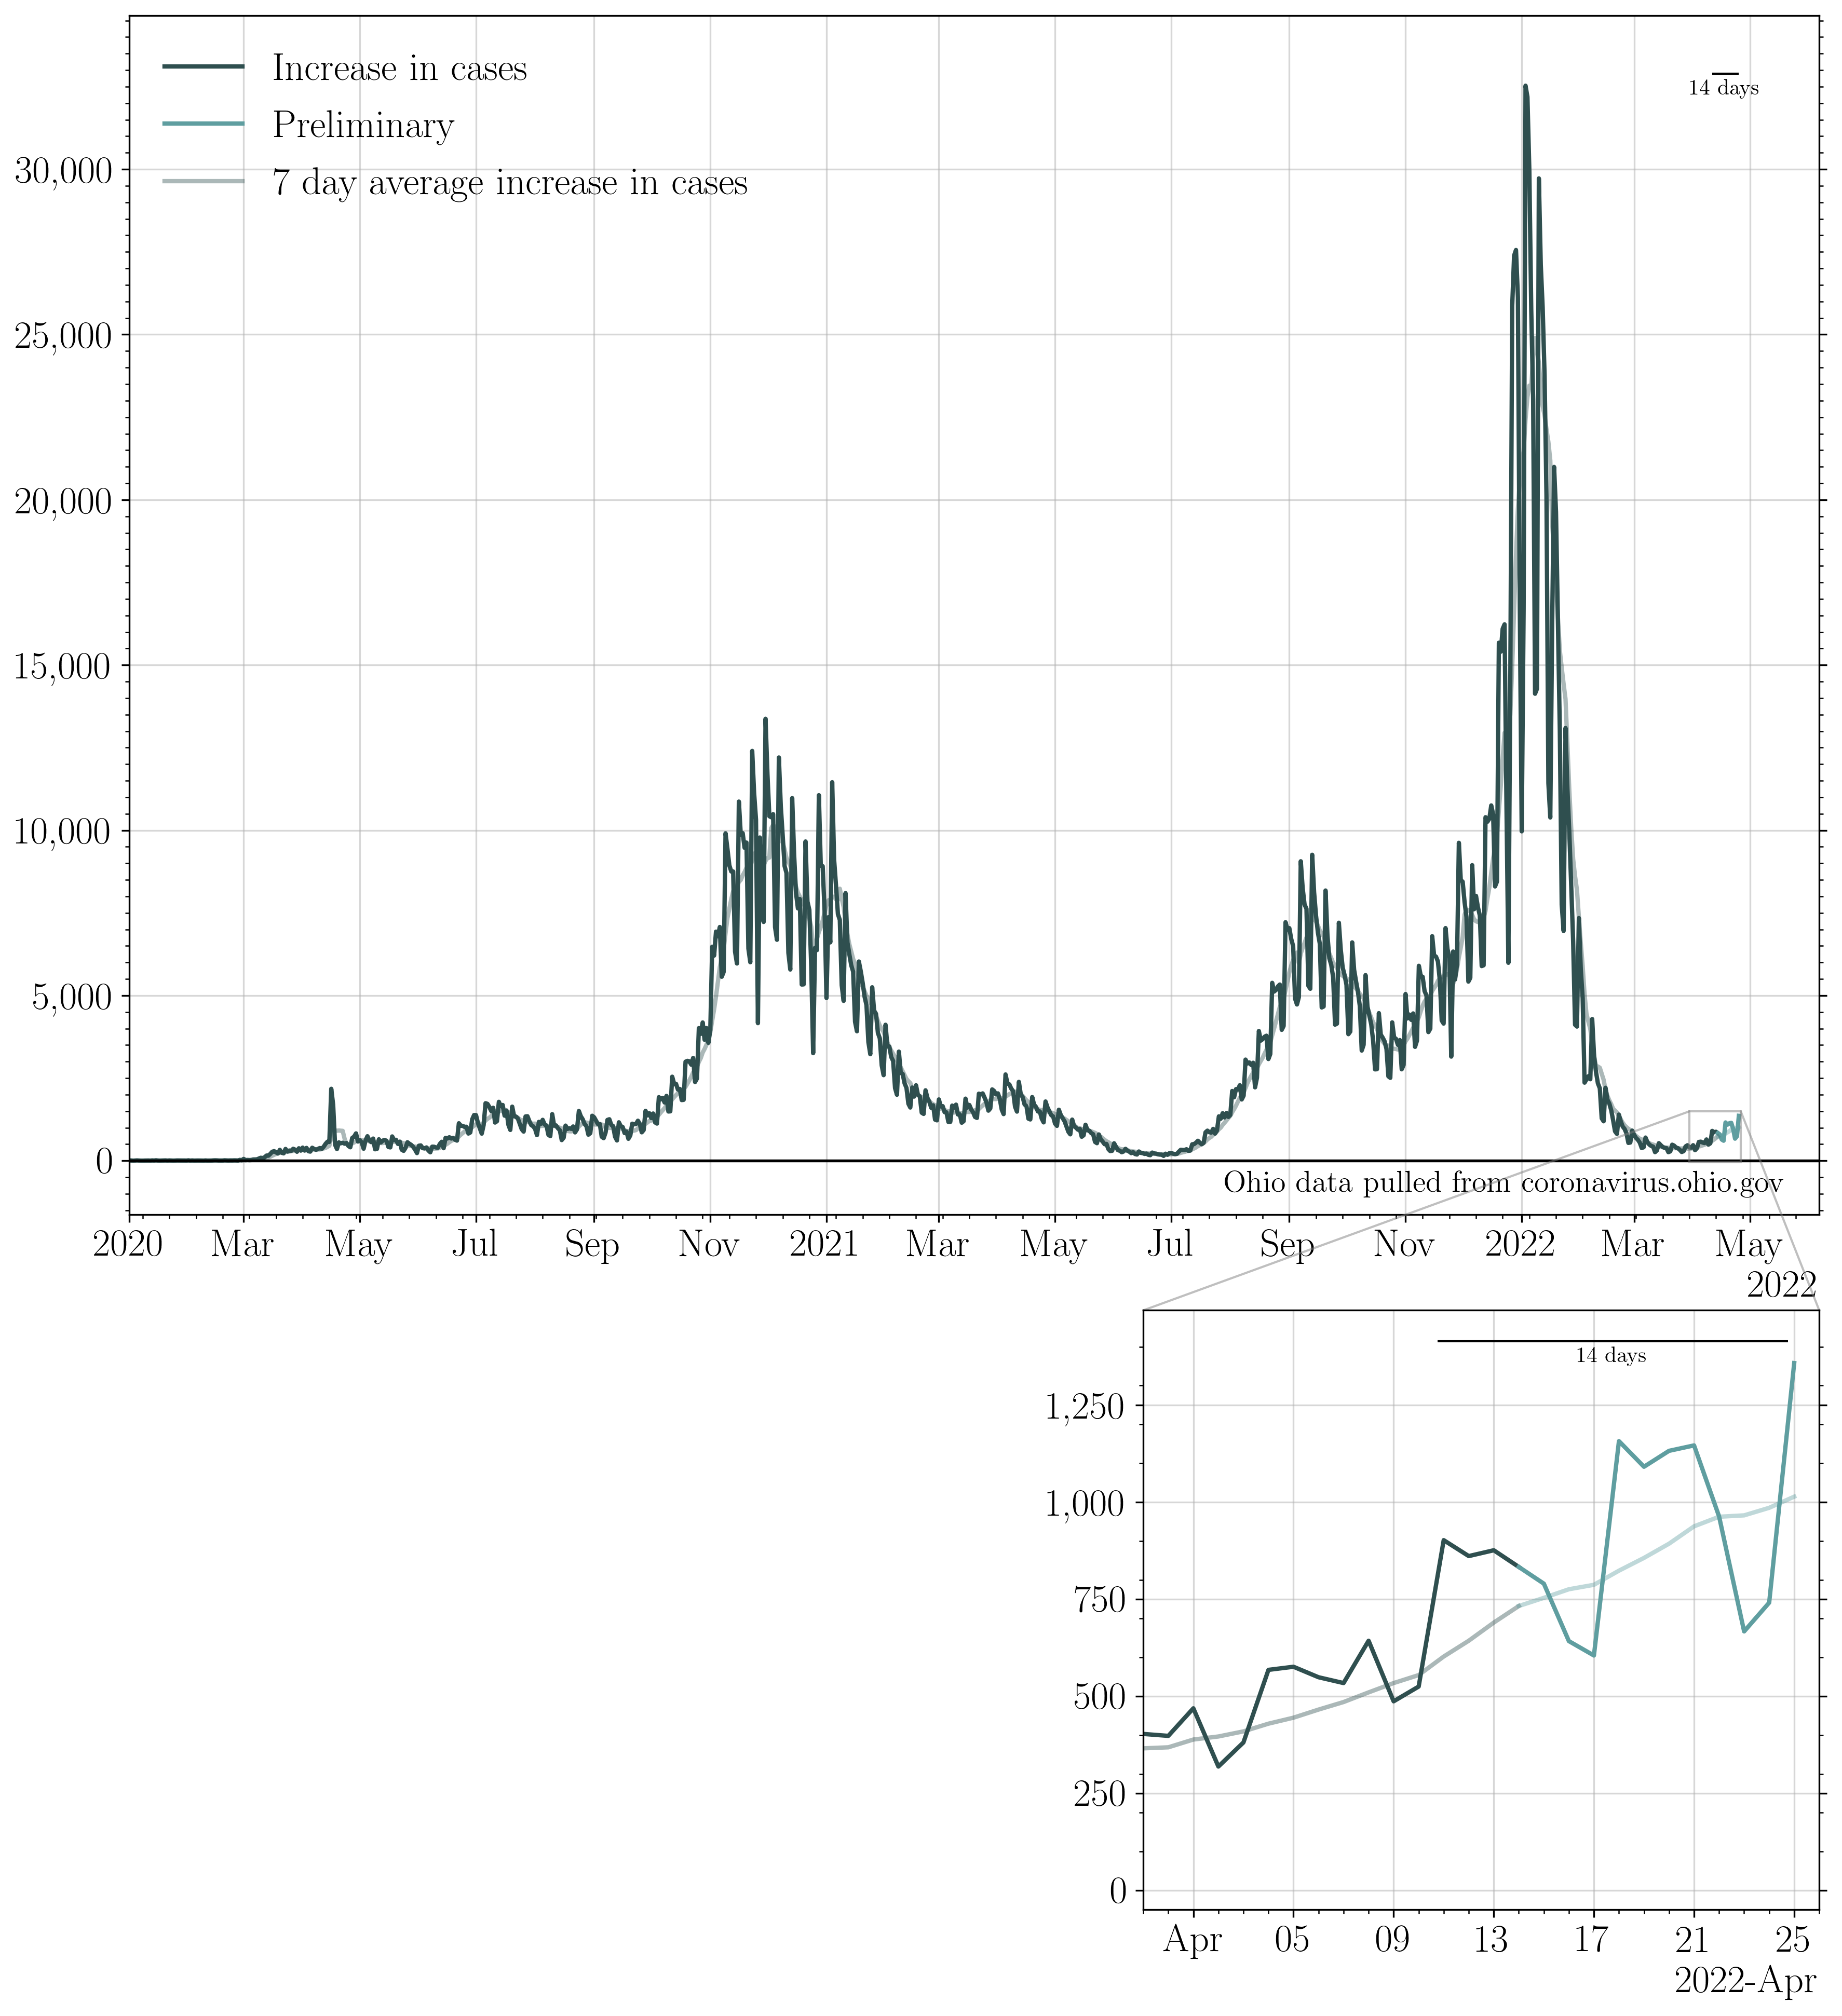 Increase in cases
Preliminary
7 day average increase in cases
14 days
30,000
25,000
20,000
15,000
10,000
5,000
0
Ohio data pulled from coronavirus.ohio.gov
2020 Mar May Jul Sep Nov 2021 Mar May Jul Sep Nov 2022 Mar May
2022
14 days
1,250
1,000
750
500
250
0
Apr 05 09 13 17 21 25
2022-Apr